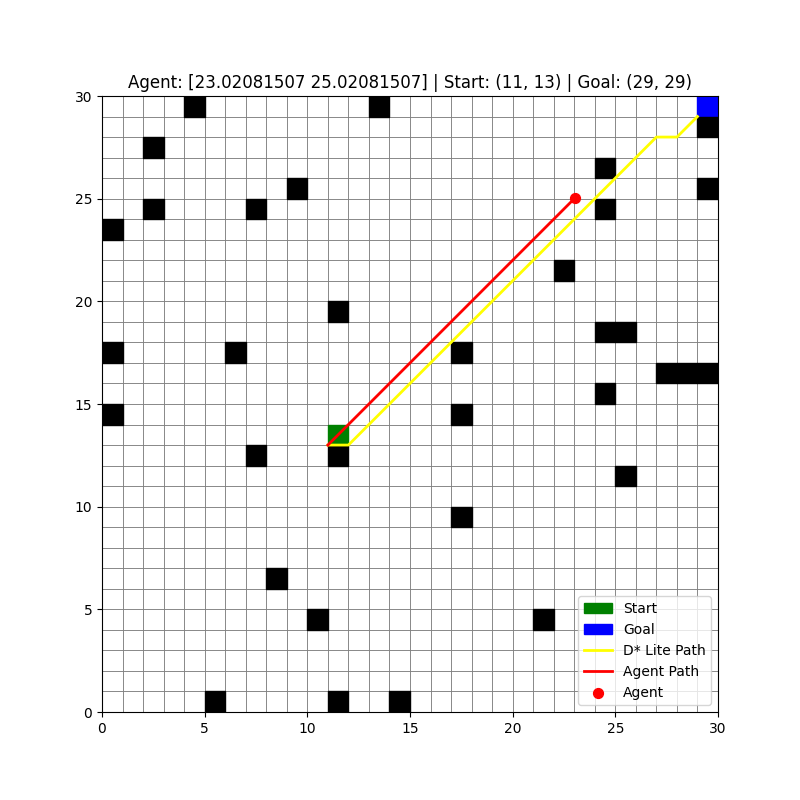 Agent: [23.02081507 25.02081507] | Start: (11, 13) | Goal: (29, 29)
30
25
20
15
10
5
0
0 5 10 15 20 25 30
Start
Goal
D* Lite Path
Agent Path
Agent